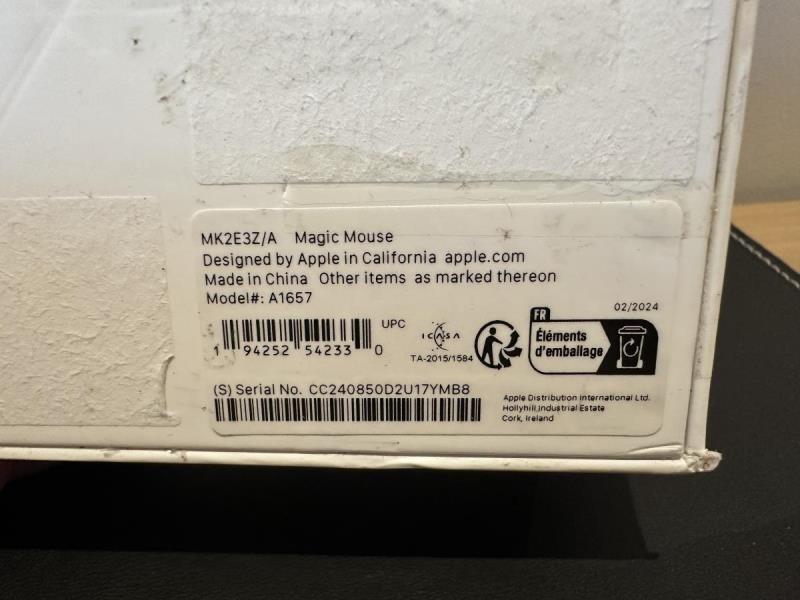 MK2E3Z/A Magic Mouse
Designed by Apple in California apple.com
Made in China Other items as marked thereon
Model#: A1657
02/2024
UPC
1 94252 54233 0
ICASA
TA-2015/1584
FR
Éléments
d'emballage
(S) Serial No. CC240850D2U17YMB8
Apple Distribution International Ltd.
Hollyhill Industrial Estate
Cork, Ireland